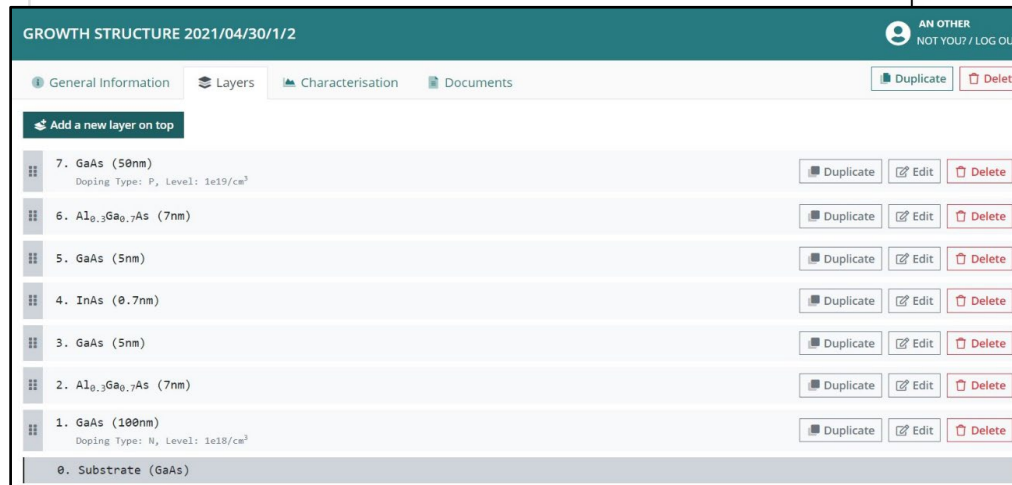 GROWTH STRUCTURE 2021/04/30/1/2
AN OTHER
NOT YOU? / LOG OU
General Information Layers Characterisation Documents Duplicate Delet
Add a new layer on top
7. GaAs (50nm) Duplicate Edit Delete
Doping Type: P, Level: 1e19/cm³
6. Al₀.₃Ga₀.₇As (7nm) Duplicate Edit Delete
5. GaAs (5nm) Duplicate Edit Delete
4. InAs (0.7nm) Duplicate Edit Delete
3. GaAs (5nm) Duplicate Edit Delete
2. Al₀.₃Ga₀.₇As (7nm) Duplicate Edit Delete
1. GaAs (100nm) Duplicate Edit Delete
Doping Type: N, Level: 1e18/cm³
0. Substrate (GaAs)